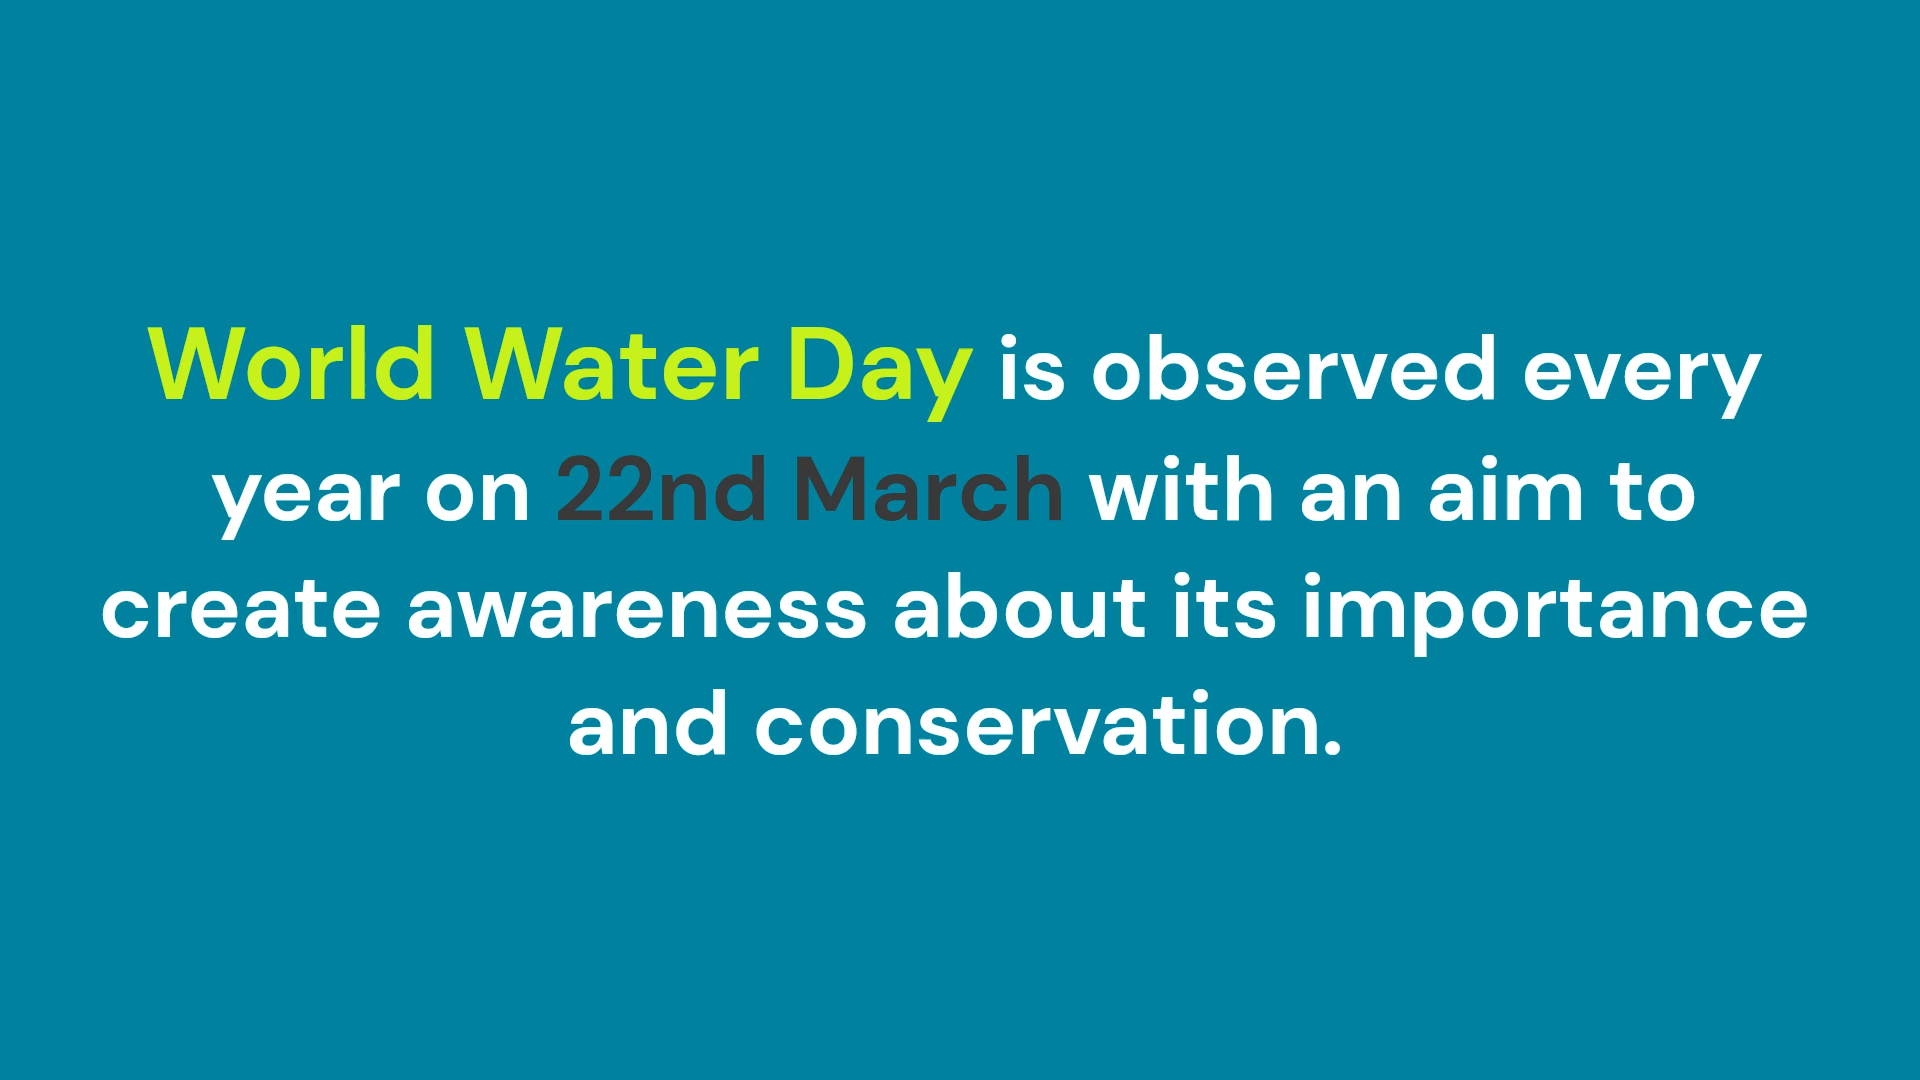 World Water Day is observed every
year on 22nd March with an aim to
create awareness about its importance
and conservation.